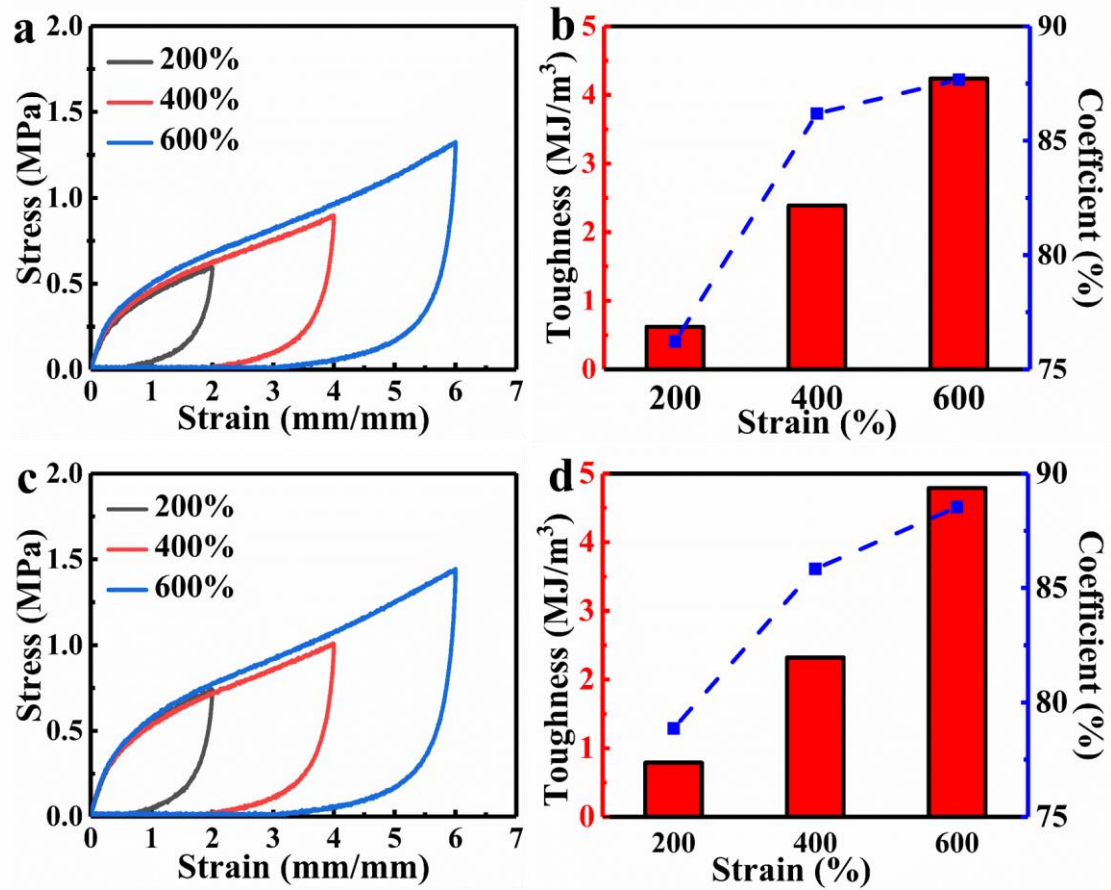 a
2.0
1.5
1.0
0.5
0.0
Stress (MPa)
200%
400%
600%
0 1 2 3 4 5 6 7
Strain (mm/mm)
b
5
4
3
2
1
0
Toughness (MJ/m³)
90
85
80
75
Coeffcient (%)
200 400 600
Strain (%)
c
2.0
1.5
1.0
0.5
0.0
Stress (MPa)
200%
400%
600%
0 1 2 3 4 5 6 7
Strain (mm/mm)
d
5
4
3
2
1
0
Toughness (MJ/m³)
90
85
80
75
Coefficient (%)
200 400 600
Strain (%)